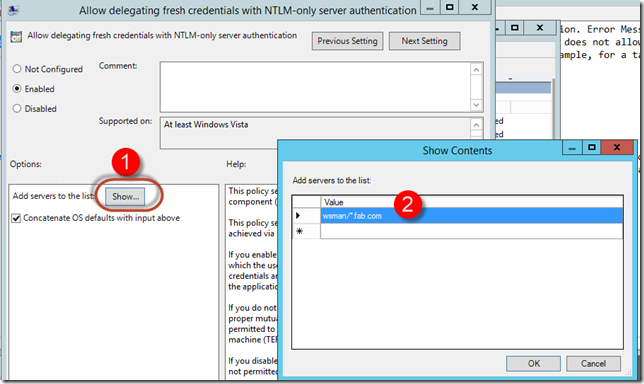 Allow delegating fresh credentials with NTLM-only server authentication
Allow delegating fresh credentials with NTLM-only server authentication
Previous Setting
Next Setting
Not Configured
Comment:
Enabled
Disabled
Supported on:
At least Windows Vista
ion. Error Mess
does not allow
ample, for a ta
Options:
Help:
1
Add servers to the list:
Show...
Concatenate OS defaults with input above
This policy se
component (
This policy se
achieved via
If you enable
which the use
credentials ar
the applicatio
If you do not
proper mutua
permitted to
machine (TER
If you disable
not permitted
Show Contents
Add servers to the list:
Value
2
wsman/*.fab.com
OK
Cancel